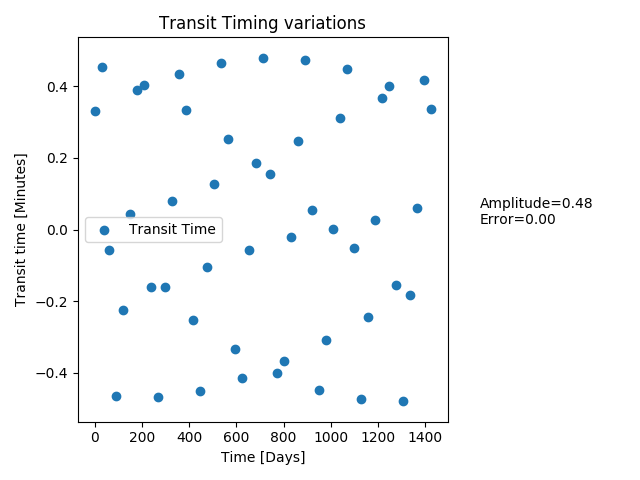 Transit Timing variations
Transit time [Minutes]
0.4
0.2
0.0
−0.2
−0.4
Transit Time
Amplitude=0.48
Error=0.00
0 200 400 600 800 1000 1200 1400
Time [Days]